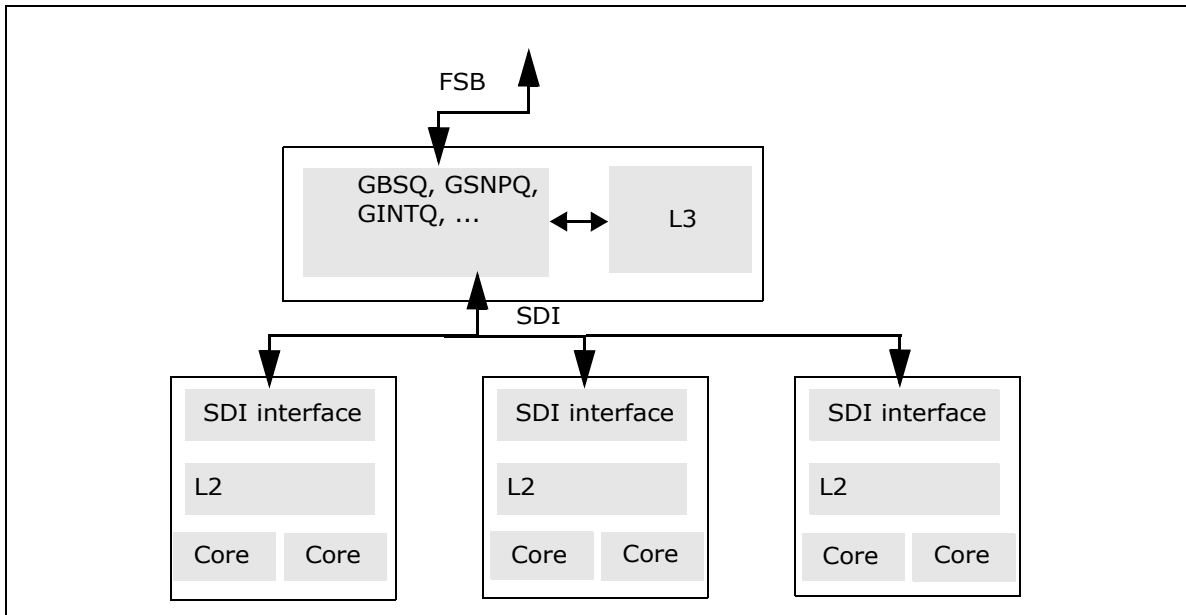 FSB
GBSQ, GSNPQ,
GINTQ, ...
L3
SDI
SDI interface
L2
Core
Core
SDI interface
L2
Core
Core
SDI interface
L2
Core
Core